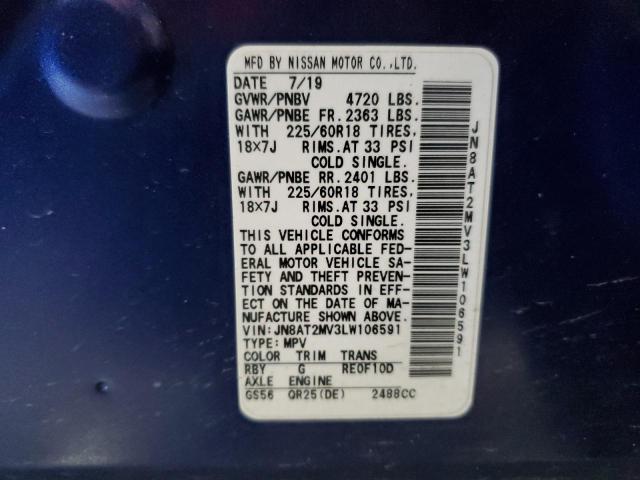 MFD BY NISSAN MOTOR CO.,LTD.
DATE 7/19
GVWR/PNBV 4720 LBS.
GAWR/PNBE FR. 2363 LBS.
WITH 225/60R18 TIRES,
18×7J RIMS.AT 33 PSI
COLD SINGLE.
GAWR/PNBE RR. 2401 LBS.
WITH 225/60R18 TIRES,
18×7J RIMS.AT 33 PSI
COLD SINGLE.
THIS VEHICLE CONFORMS
TO ALL APPLICABLE FED-
ERAL MOTOR VEHICLE SA-
FETY AND THEFT PREVEN-
TION STANDARDS IN EFF-
ECT ON THE DATE OF MA-
NUFACTURE SHOWN ABOVE.
VIN: JN8AT2MV3LW106591
TYPE: MPV
COLOR TRIM TRANS
RBY G RE0F10D
AXLE ENGINE
GS56 QR25(DE) 2488CC
JN8AT2MV3LW106591